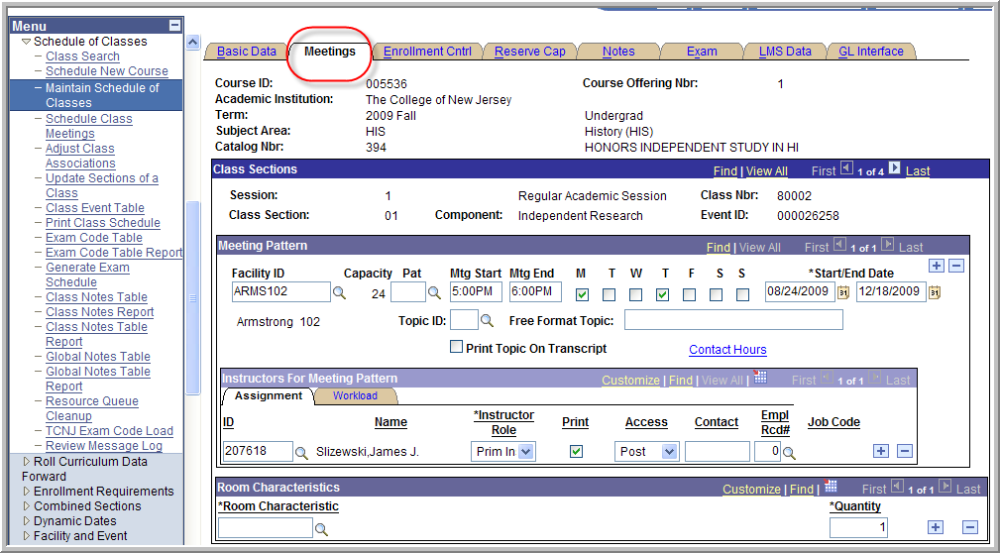 Menu
Schedule of Classes
Class Search
Schedule New Course
Maintain Schedule of
Classes
Schedule Class
Meetings
Adjust Class
Associations
Update Sections of a
Class
Class Event Table
Print Class Schedule
Exam Code Table
Exam Code Table Report
Generate Exam
Schedule
Class Notes Table
Class Notes Report
Class Notes Table
Report
Global Notes Table
Global Notes Table
Report
Resource Queue
Cleanup
TCNJ Exam Code Load
Review Message Log
Roll Curriculum Data
Forward
Enrollment Requirements
Combined Sections
Dynamic Dates
Facility and Event
Basic Data Meetings Enrollment Cntrl Reserve Cap Notes Exam LMS Data GL Interface
Course ID: 005536 Course Offering Nbr: 1
Academic Institution: The College of New Jersey
Term: 2009 Fall Undergrad
Subject Area: HIS History (HIS)
Catalog Nbr: 394 HONORS INDEPENDENT STUDY IN HI
Class Sections Find | View All First 1 of 4 Last
Session: 1 Regular Academic Session Class Nbr: 80002
Class Section: 01 Component: Independent Research Event ID: 000026258
Meeting Pattern Find | View All First 1 of 1 Last
Facility ID Capacity Pat Mtg Start Mtg End M T W T F S S *Start/End Date
ARMS102 24 5:00PM 6:00PM 08/24/2009 31 12/18/2009 31
Armstrong 102 Topic ID: Free Format Topic:
Print Topic On Transcript Contact Hours
Instructors For Meeting Pattern Customize | Find | View All | First 1 of 1 Last
Assignment Workload
ID Name *Instructor Role Print Access Contact Empl Rcd# Job Code
207618 Slizewski,James J. Prim In Post 0
Room Characteristics Customize | Find | First 1 of 1 Last
*Room Characteristic *Quantity
1